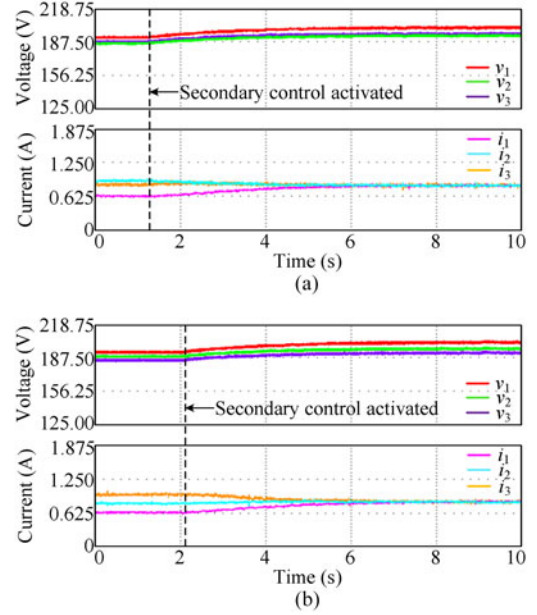 218.75
187.50
156.25
125.00
Voltage (V)
v1
v2
v3
Secondary control activated
1.875
1.250
0.625
0
Current (A)
i1
i2
i3
0 2 4 6 8 10
Time (s)
(a)
218.75
187.50
156.25
125.00
Voltage (V)
v1
v2
v3
Secondary control activated
1.875
1.250
0.625
0
Current (A)
i1
i2
i3
0 2 4 6 8 10
Time (s)
(b)